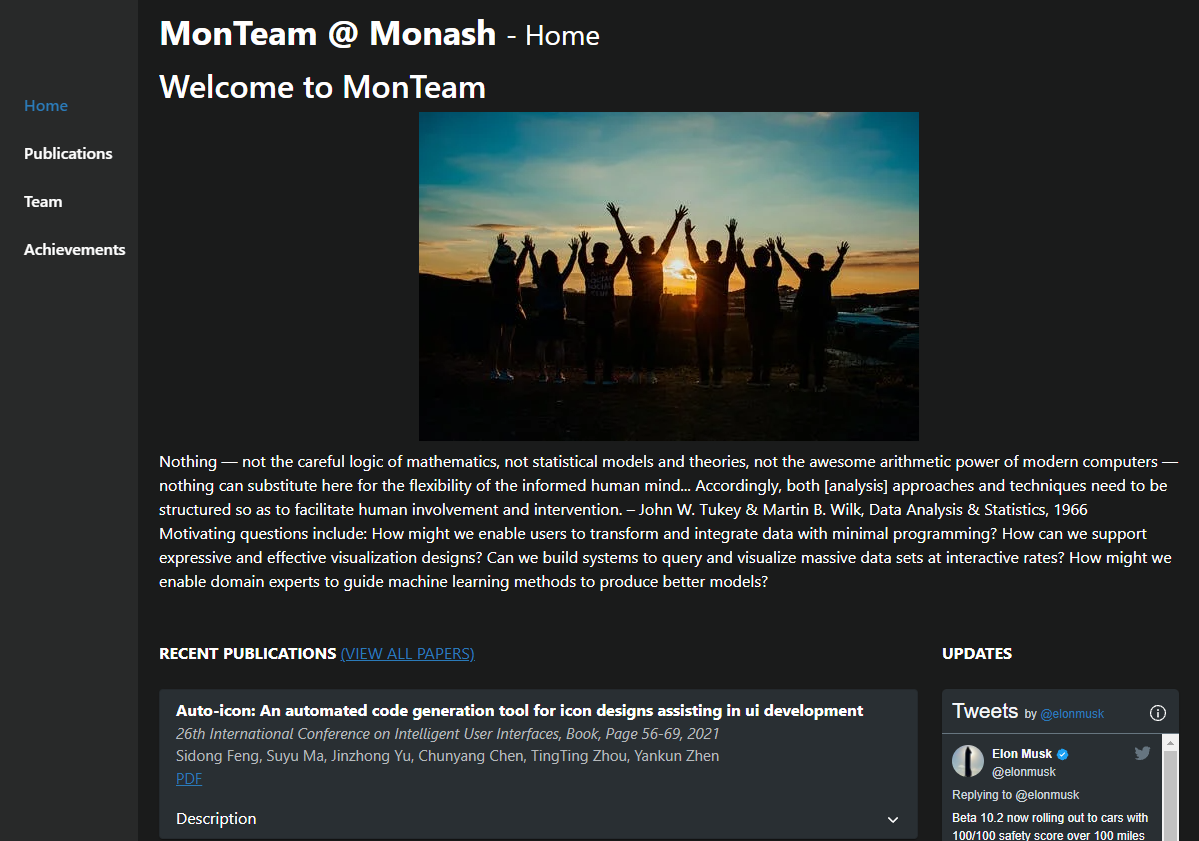 MonTeam @ Monash - Home
Welcome to MonTeam
Home
Publications
Team
Achievements
Nothing — not the careful logic of mathematics, not statistical models and theories, not the awesome arithmetic power of modern computers —
nothing can substitute here for the flexibility of the informed human mind... Accordingly, both [analysis] approaches and techniques need to be
structured so as to facilitate human involvement and intervention. – John W. Tukey & Martin B. Wilk, Data Analysis & Statistics, 1966
Motivating questions include: How might we enable users to transform and integrate data with minimal programming? How can we support
expressive and effective visualization designs? Can we build systems to query and visualize massive data sets at interactive rates? How might we
enable domain experts to guide machine learning methods to produce better models?
RECENT PUBLICATIONS (VIEW ALL PAPERS)
Auto-icon: An automated code generation tool for icon designs assisting in ui development
26th International Conference on Intelligent User Interfaces, Book, Page 56-69, 2021
Sidong Feng, Suyu Ma, Jinzhong Yu, Chunyang Chen, TingTing Zhou, Yankun Zhen
PDF
Description
UPDATES
Tweets by @elonmusk
Elon Musk
@elonmusk
Replying to @elonmusk
Beta 10.2 now rolling out to cars with
100/100 safety score over 100 miles